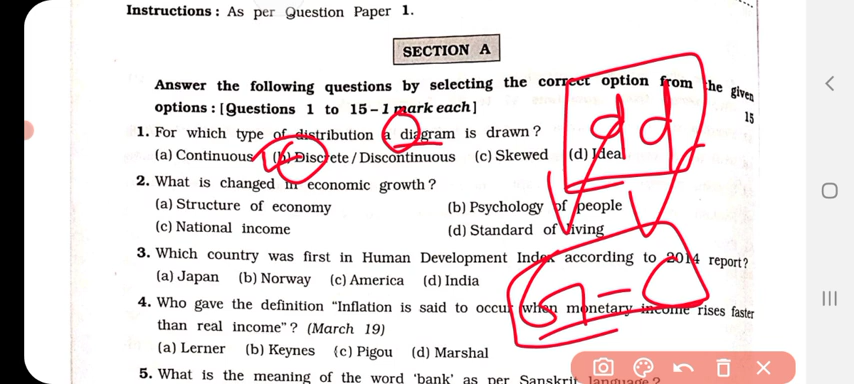 Instructions : As per Question Paper 1.
SECTION A
Answer the following questions by selecting the correct option from the given
options : [Questions 1 to 15 – 1 mark each] 15
1. For which type of distribution a diagram is drawn ?
(a) Continuous (b) Discrete / Discontinuous (c) Skewed (d) Ideal
dd
2. What is changed in economic growth ?
(a) Structure of economy (b) Psychology of people
(c) National income (d) Standard of living
3. Which country was first in Human Development Index according to 2014 report?
(a) Japan (b) Norway (c) America (d) India
4. Who gave the definition “Inflation is said to occur when monetary income rises faster
than real income” ? (March 19)
(a) Lerner (b) Keynes (c) Pigou (d) Marshal
5. What is the meaning of the word ‘bank’ as per Sanskrit language ?